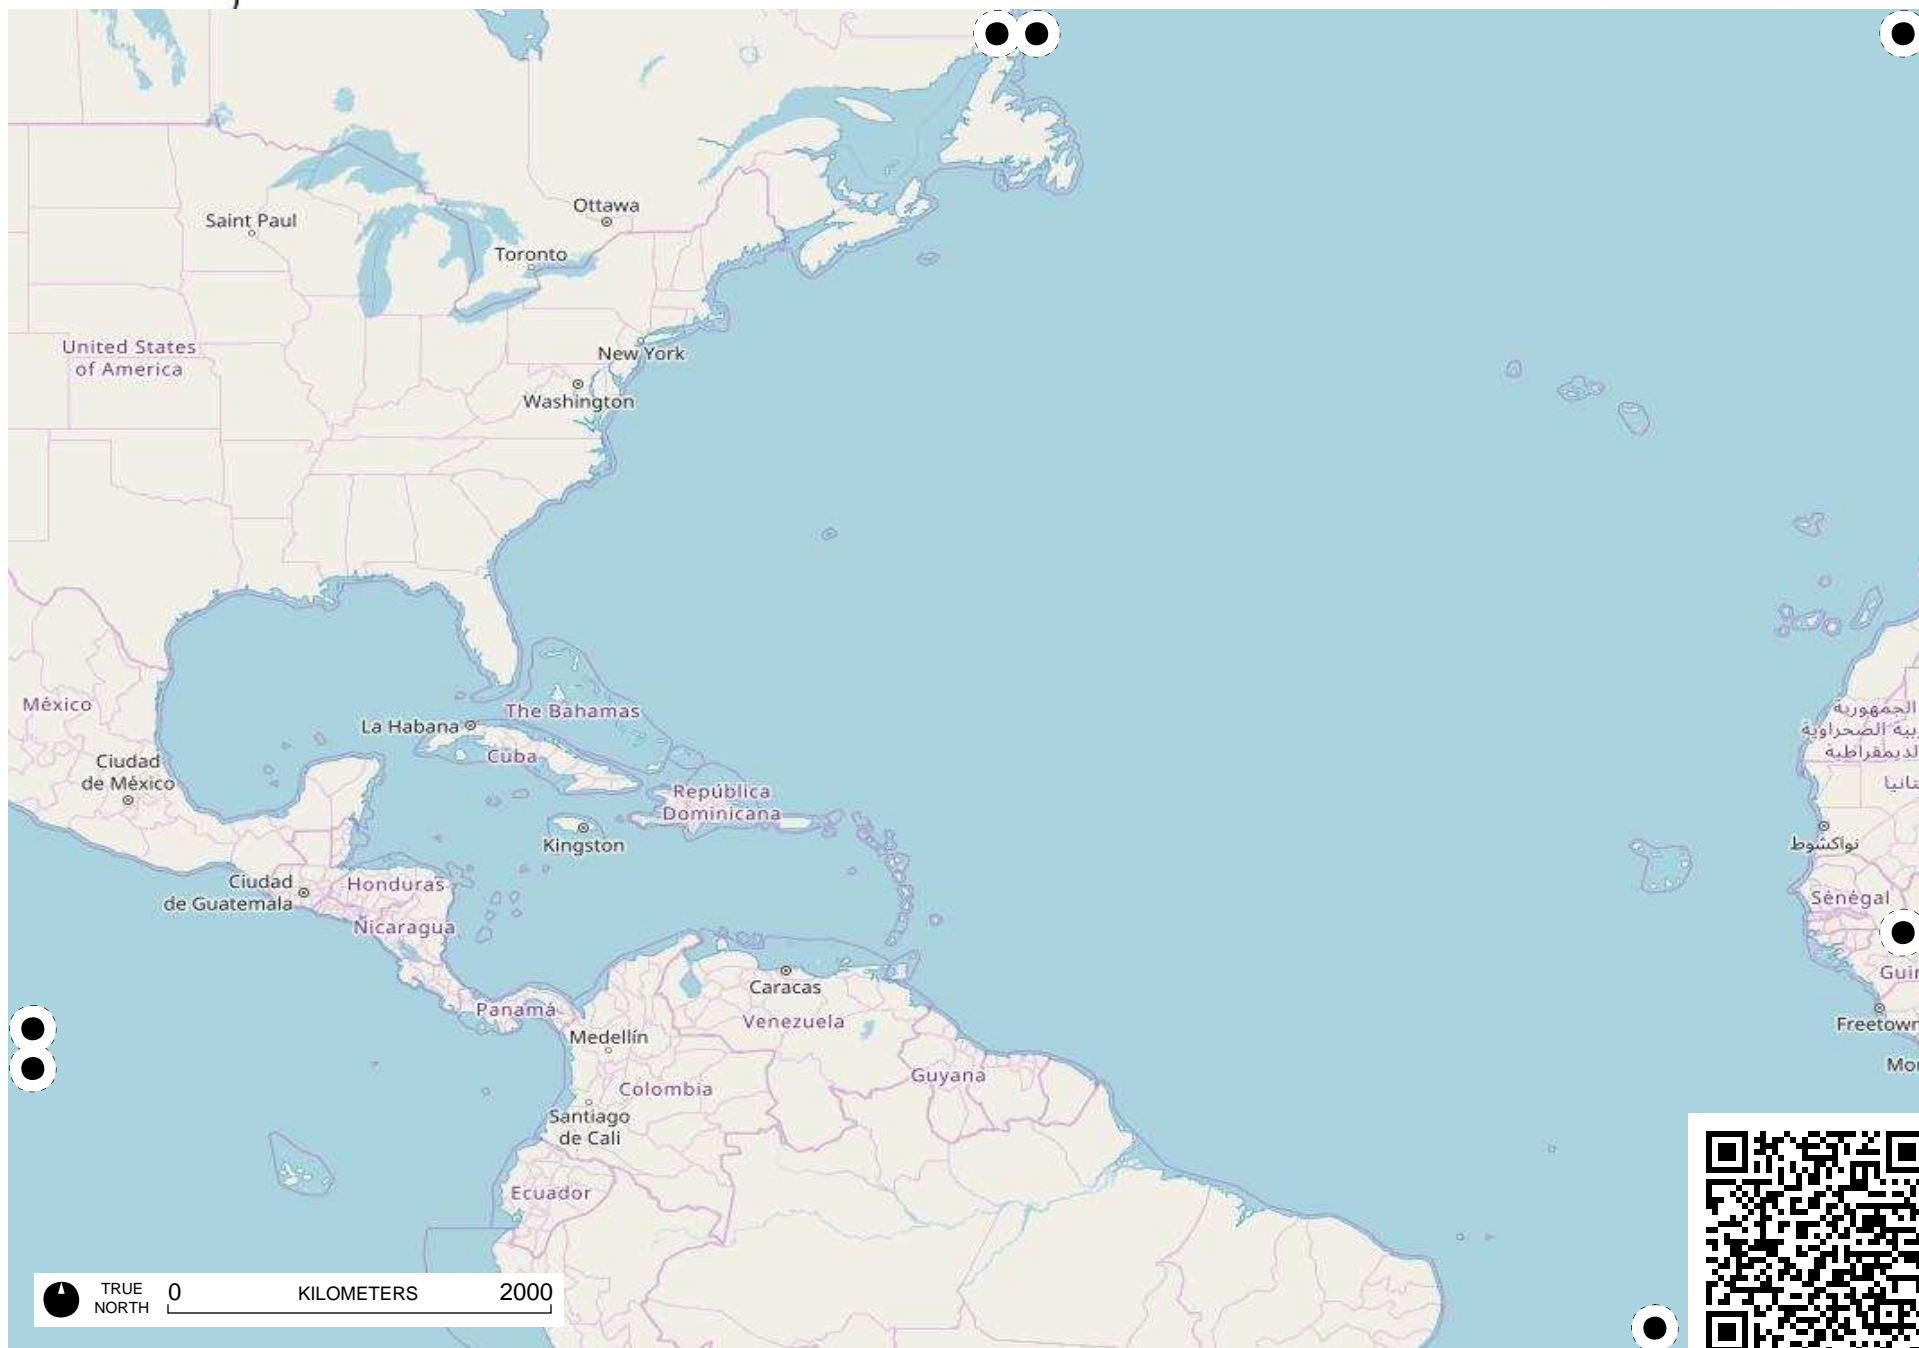 Ottawa
Saint Paul
Toronto
United States
of America
New York
Washington
México
La Habana
The Bahamas
Cuba
Ciudad
de México
República
Dominicana
Kingston
Ciudad
de Guatemala
Honduras
Nicaragua
نواكشوط
Sénégal
Caracas
Panamá
Venezuela
Medellín
Colombia
Guyana
Santiago
de Cali
Ecuador
Freetown
TRUE
NORTH
0 KILOMETERS 2000